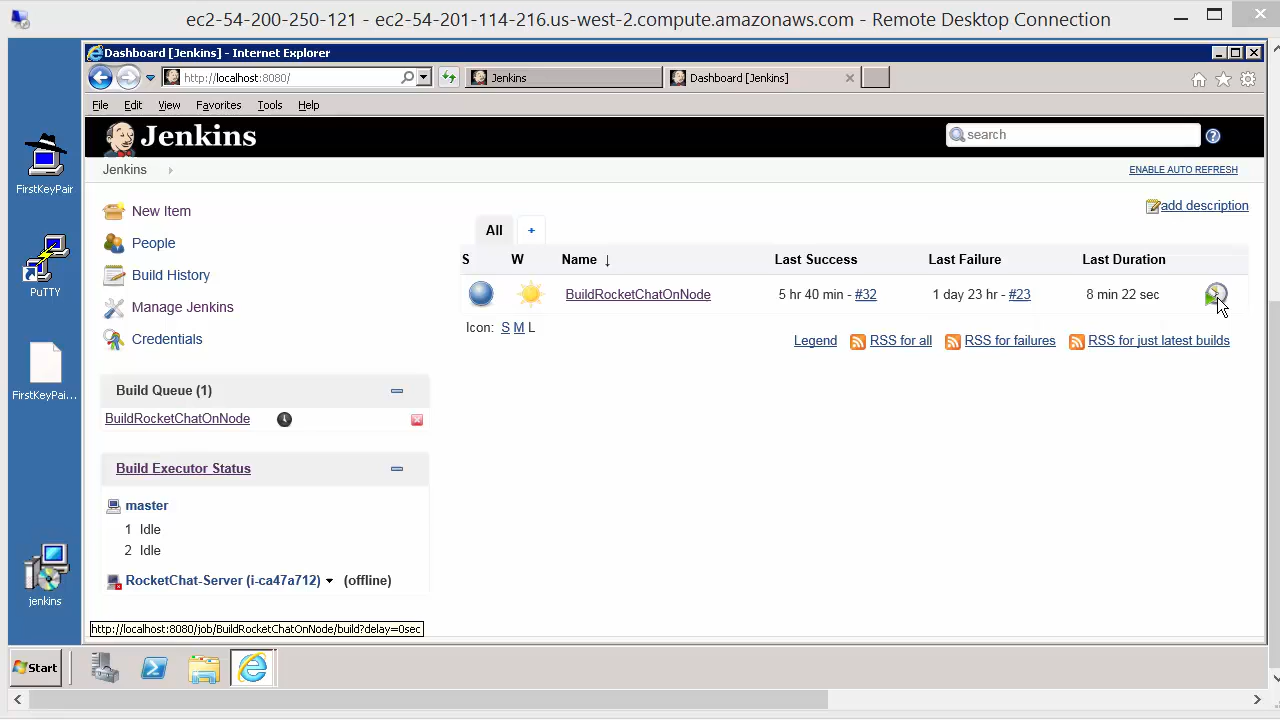 ec2-54-200-250-121 - ec2-54-201-114-216.us-west-2.compute.amazonaws.com - Remote Desktop Connection
Dashboard [Jenkins] - Internet Explorer
http://localhost:8080/
Jenkins
Dashboard [Jenkins]
File Edit View Favorites Tools Help
Jenkins
search
Jenkins
ENABLE AUTO REFRESH
New Item
People
Build History
Manage Jenkins
Credentials
add description
All +
S W Name ↓ Last Success Last Failure Last Duration
BuildRocketChatOnNode 5 hr 40 min - #32 1 day 23 hr - #23 8 min 22 sec
Icon: S M L
Legend RSS for all RSS for failures RSS for just latest builds
Build Queue (1)
BuildRocketChatOnNode
Build Executor Status
master
1 Idle
2 Idle
RocketChat-Server (i-ca47a712) (offline)
http://localhost:8080/job/BuildRocketChatOnNode/build?delay=0sec
FirstKeyPair
PuTTY
FirstKeyPai...
jenkins
Start